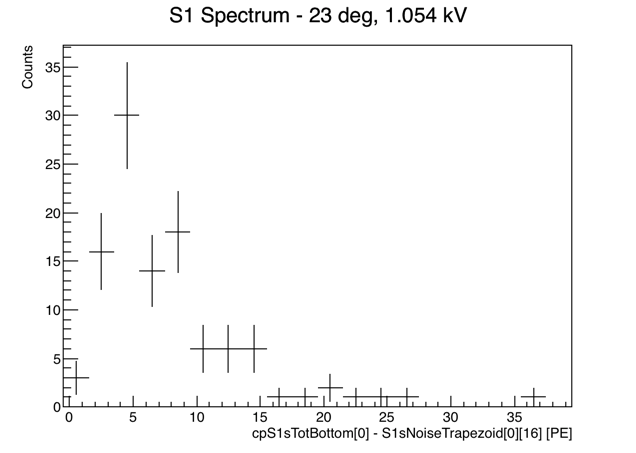 S1 Spectrum - 23 deg, 1.054 kV
Counts
35
30
25
20
15
10
5
0
0 5 10 15 20 25 30 35
cpS1sTotBottom[0] - S1sNoiseTrapezoid[0][16] [PE]